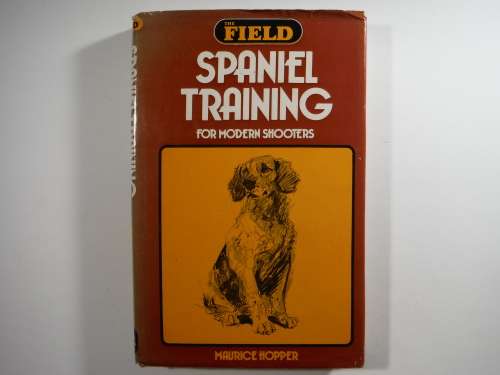 THE
FIELD
SPANIEL
TRAINING
FOR MODERN SHOOTERS
MAURICE HOPPER